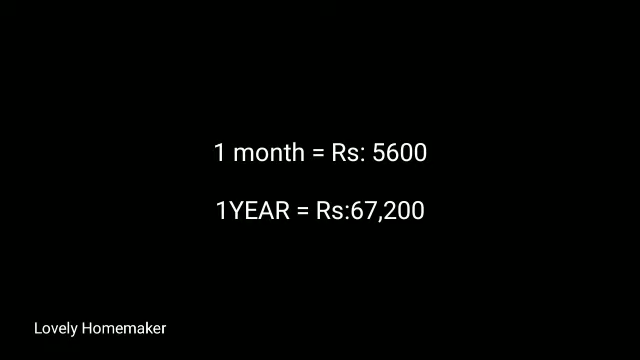 1 month = Rs: 5600
1YEAR = Rs:67,200
Lovely Homemaker